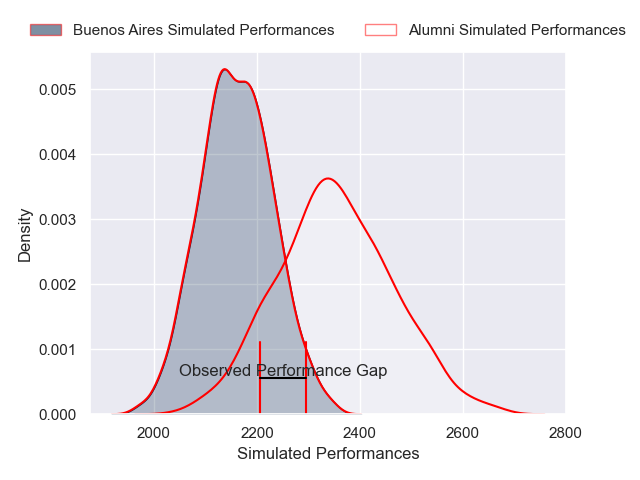 Buenos Aires Simulated Performances
Alumni Simulated Performances
0.005
0.004
0.003
0.002
0.001
0.000
Density
Observed Performance Gap
2000
2200
2400
2600
2800
Simulated Performances